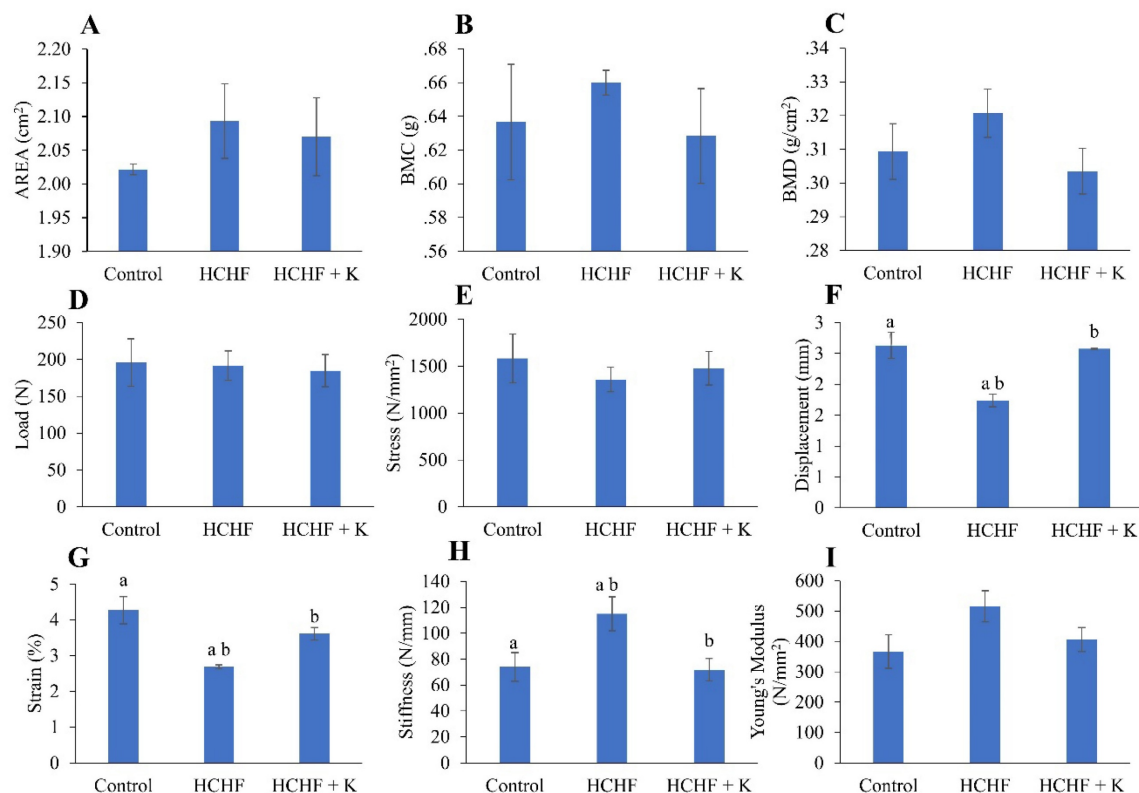 A
AREA (cm²)
2.20
2.15
2.10
2.05
2.00
1.95
1.90
Control HCHF HCHF + K
B
BMC (g)
.68
.66
.64
.62
.60
.58
.56
Control HCHF HCHF + K
C
BMD (g/cm²)
.34
.33
.32
.31
.30
.29
.28
Control HCHF HCHF + K
D
Load (N)
250
200
150
100
50
0
Control HCHF HCHF + K
E
Stress (N/mm²)
2000
1500
1000
500
0
Control HCHF HCHF + K
F
Displacement (mm)
3
3
2
2
1
1
0
a
a b
b
Control HCHF HCHF + K
G
Strain (%)
5
4
3
2
1
0
a
a b
b
Control HCHF HCHF + K
H
Stiffness (N/mm)
140
120
100
80
60
40
20
0
a
a b
b
Control HCHF HCHF + K
I
Young's Modulus
(N/mm²)
600
500
400
300
200
100
0
Control HCHF HCHF + K